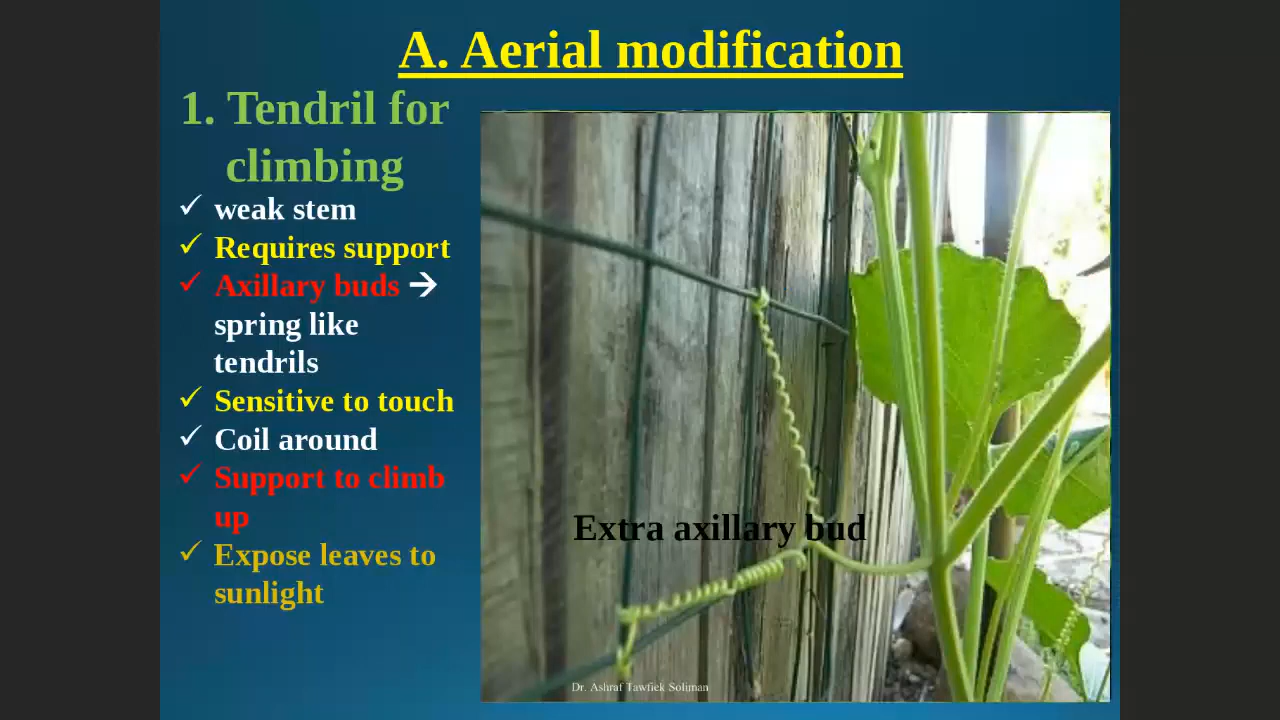 A. Aerial modification
1. Tendril for
climbing
✓ weak stem
✓ Requires support
✓ Axillary buds →
spring like
tendrils
✓ Sensitive to touch
✓ Coil around
✓ Support to climb
up
✓ Expose leaves to
sunlight
Extra axillary bud
Dr. Ashraf Tawfiek Soliman